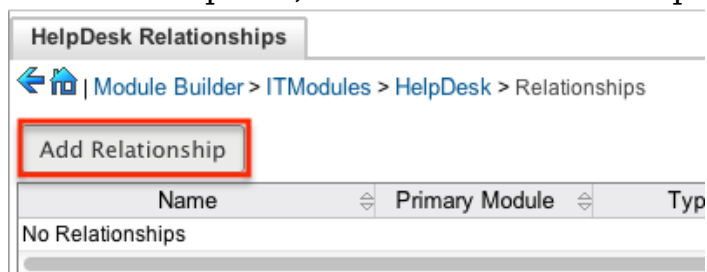 HelpDesk Relationships
| Module Builder > ITModules > HelpDesk > Relationships
Add Relationship
Name Primary Module
No Relationships